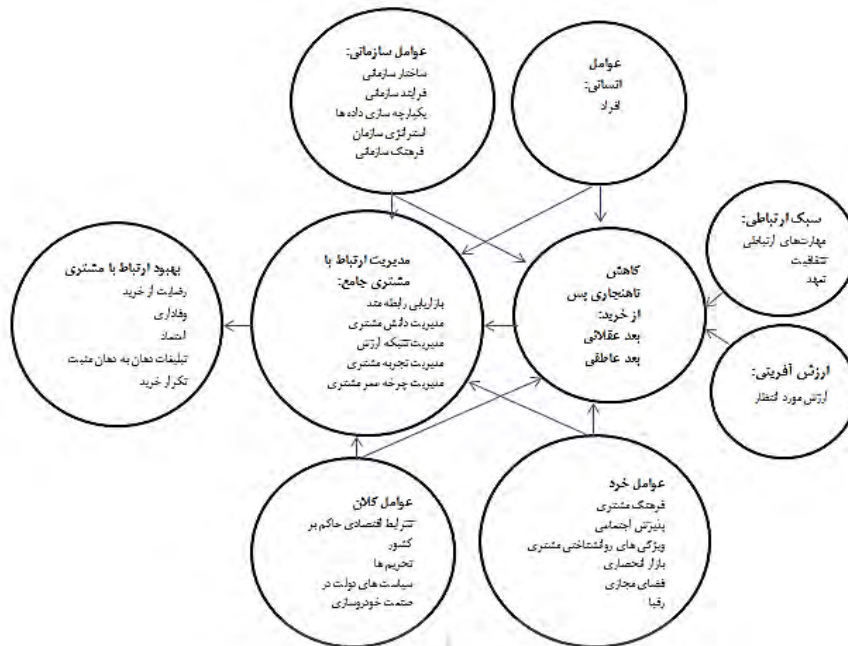 عوامل سازمانی:
ساختار سازمانی
فرایند سازمانی
یکپارچه سازی داده ها
استراتژی سازمان
فرهنگ سازمانی
عوامل
انسانی:
افراد
سبک ارتباطی:
مهارت‌های ارتباطی
شفافیت
تعهد
کاهش
ناهنجاری پس
از خرید:
بعد عقلانی
بعد عاطفی
مدیریت ارتباط با
مشتری جامع:
بازاریابی رابطه مند
مدیریت دانش مشتری
مدیریت شبکه ارزش
مدیریت تجربه مشتری
مدیریت چرخه عمر مشتری
بهبود ارتباط با مشتری
رضایت از خرید
وفاداری
اعتماد
تبلیغات دهان به دهان مثبت
تکرار خرید
ارزش آفرینی:
ارزش مورد انتظار
عوامل خرد
فرهنگ مشتری
پذیرش اجتماعی
ویژگی های روانشناختی مشتری
بازار انحصاری
فضای مجازی
رقبا
عوامل کلان
شرایط اقتصادی حاکم بر
کشور
تحریم ها
سیاست های دولت در
صنعت خودروسازی